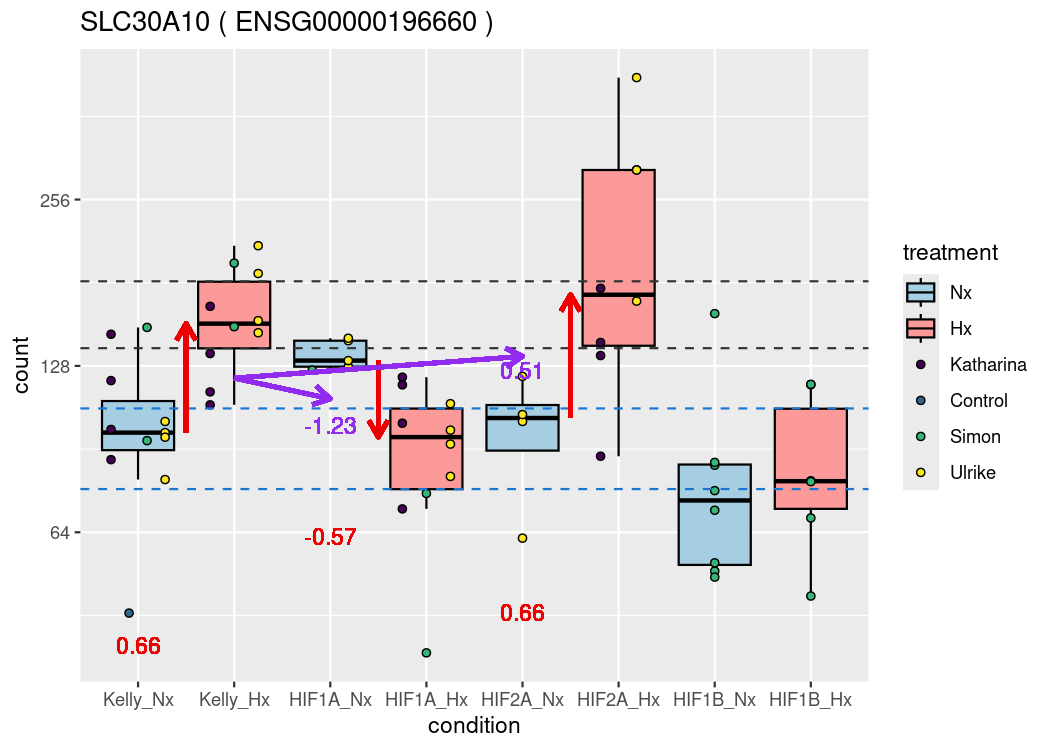 SLC30A10 ( ENSG00000196660 )
count
256
128
64
0.51
-1.23
-0.57
0.66
0.66
Kelly_Nx Kelly_Hx HIF1A_Nx HIF1A_Hx HIF2A_Nx HIF2A_Hx HIF1B_Nx HIF1B_Hx
condition
treatment
Nx
Hx
Katharina
Control
Simon
Ulrike